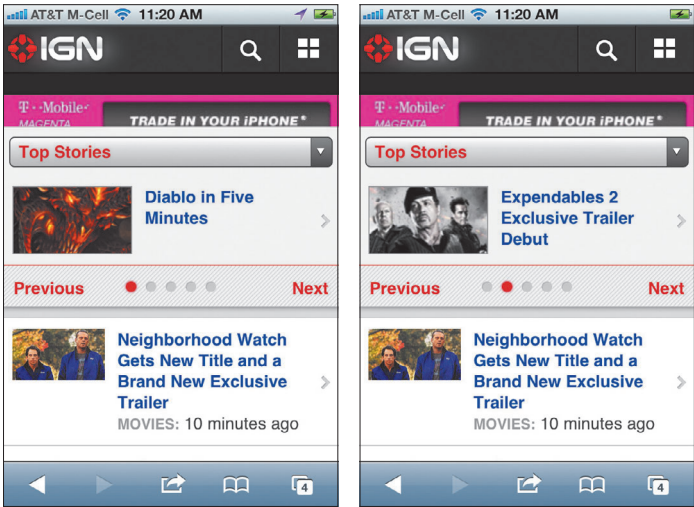 AT&T M-Cell 11:20 AM
IGN
T··Mobile
MAGENTA
TRADE IN YOUR iPHONE®
Top Stories
Diablo in Five
Minutes
Previous
Next
Neighborhood Watch
Gets New Title and a
Brand New Exclusive
Trailer
MOVIES: 10 minutes ago
4
AT&T M-Cell 11:20 AM
IGN
T··Mobile
MAGENTA
TRADE IN YOUR iPHONE®
Top Stories
Expendables 2
Exclusive Trailer
Debut
Previous
Next
Neighborhood Watch
Gets New Title and a
Brand New Exclusive
Trailer
MOVIES: 10 minutes ago
4